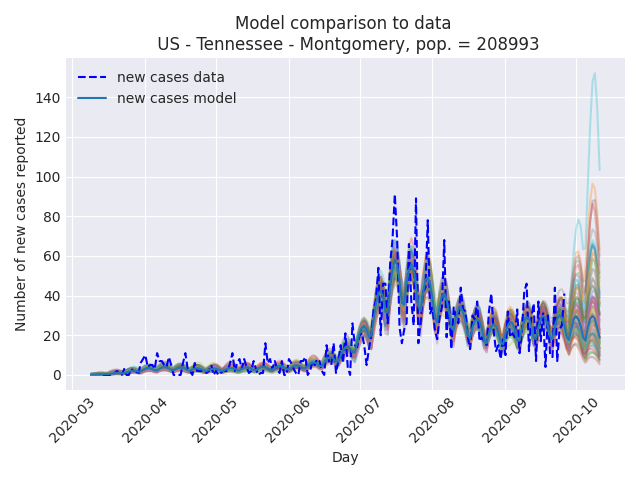 Model comparison to data
US - Tennessee - Montgomery, pop. = 208993
new cases data
new cases model
Number of new cases reported
140
120
100
80
60
40
20
0
2020-03
2020-04
2020-05
2020-06
2020-07
2020-08
2020-09
2020-10
Day